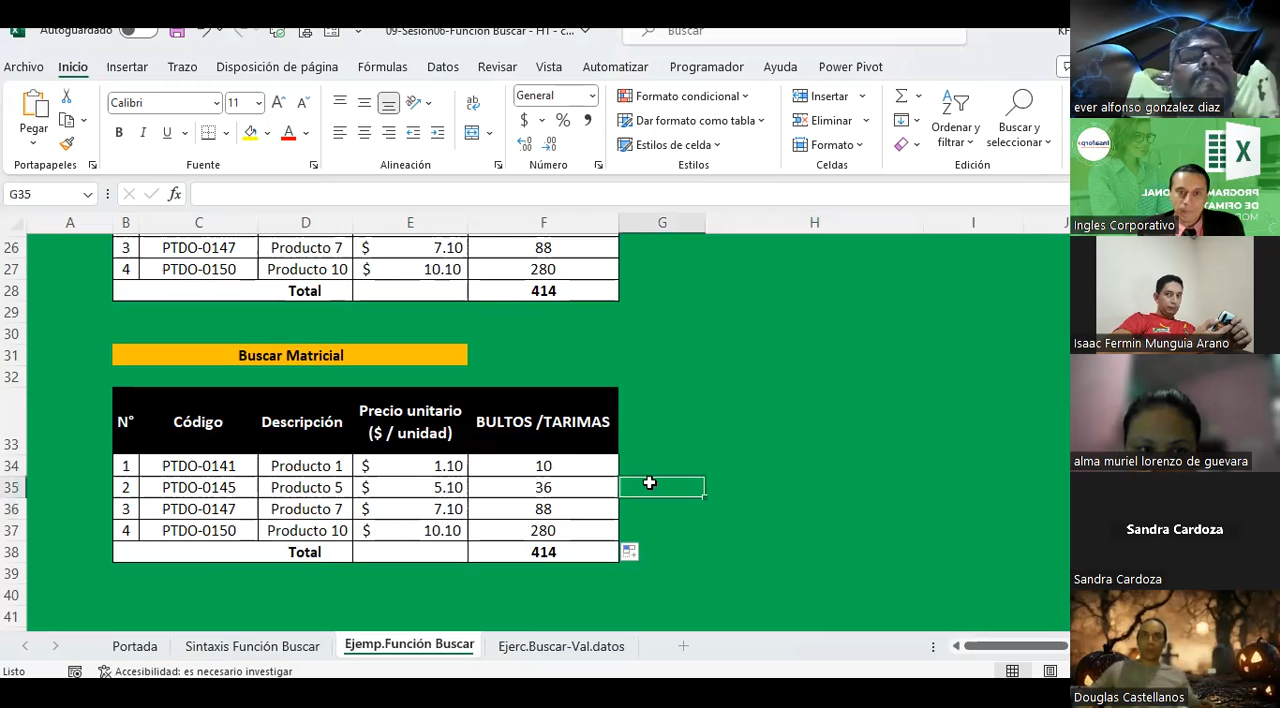 Autoguardado 09-Sesion06-Función Buscar - HT - c... Buscar
Archivo Inicio Insertar Trazo Disposición de página Fórmulas Datos Revisar Vista Automatizar Programador Ayuda Power Pivot
Pegar
Portapapeles
Calibri 11
N K S
Fuente
Alineación
General
$ % ,
Número
Formato condicional
Dar formato como tabla
Estilos de celda
Estilos
Insertar
Eliminar
Formato
Celdas
Ordenar y filtrar
Buscar y seleccionar
Edición
G35 fx
A B C D E F G H I J
26 3 PTDO-0147 Producto 7 $ 7.10 88
27 4 PTDO-0150 Producto 10 $ 10.10 280
28 Total 414
29
30
31 Buscar Matricial
32
33 N° Código Descripción Precio unitario ($ / unidad) BULTOS /TARIMAS
34 1 PTDO-0141 Producto 1 $ 1.10 10
35 2 PTDO-0145 Producto 5 $ 5.10 36
36 3 PTDO-0147 Producto 7 $ 7.10 88
37 4 PTDO-0150 Producto 10 $ 10.10 280
38 Total 414
39
40
41
Portada Sintaxis Función Buscar Ejemp.Función Buscar Ejerc.Buscar-Val.datos
Listo Accesibilidad: es necesario investigar
ever alfonso gonzalez diaz
Ingles Corporativo
Isaac Fermin Munguia Arano
alma muriel lorenzo de guevara
Sandra Cardoza
Sandra Cardoza
Douglas Castellanos